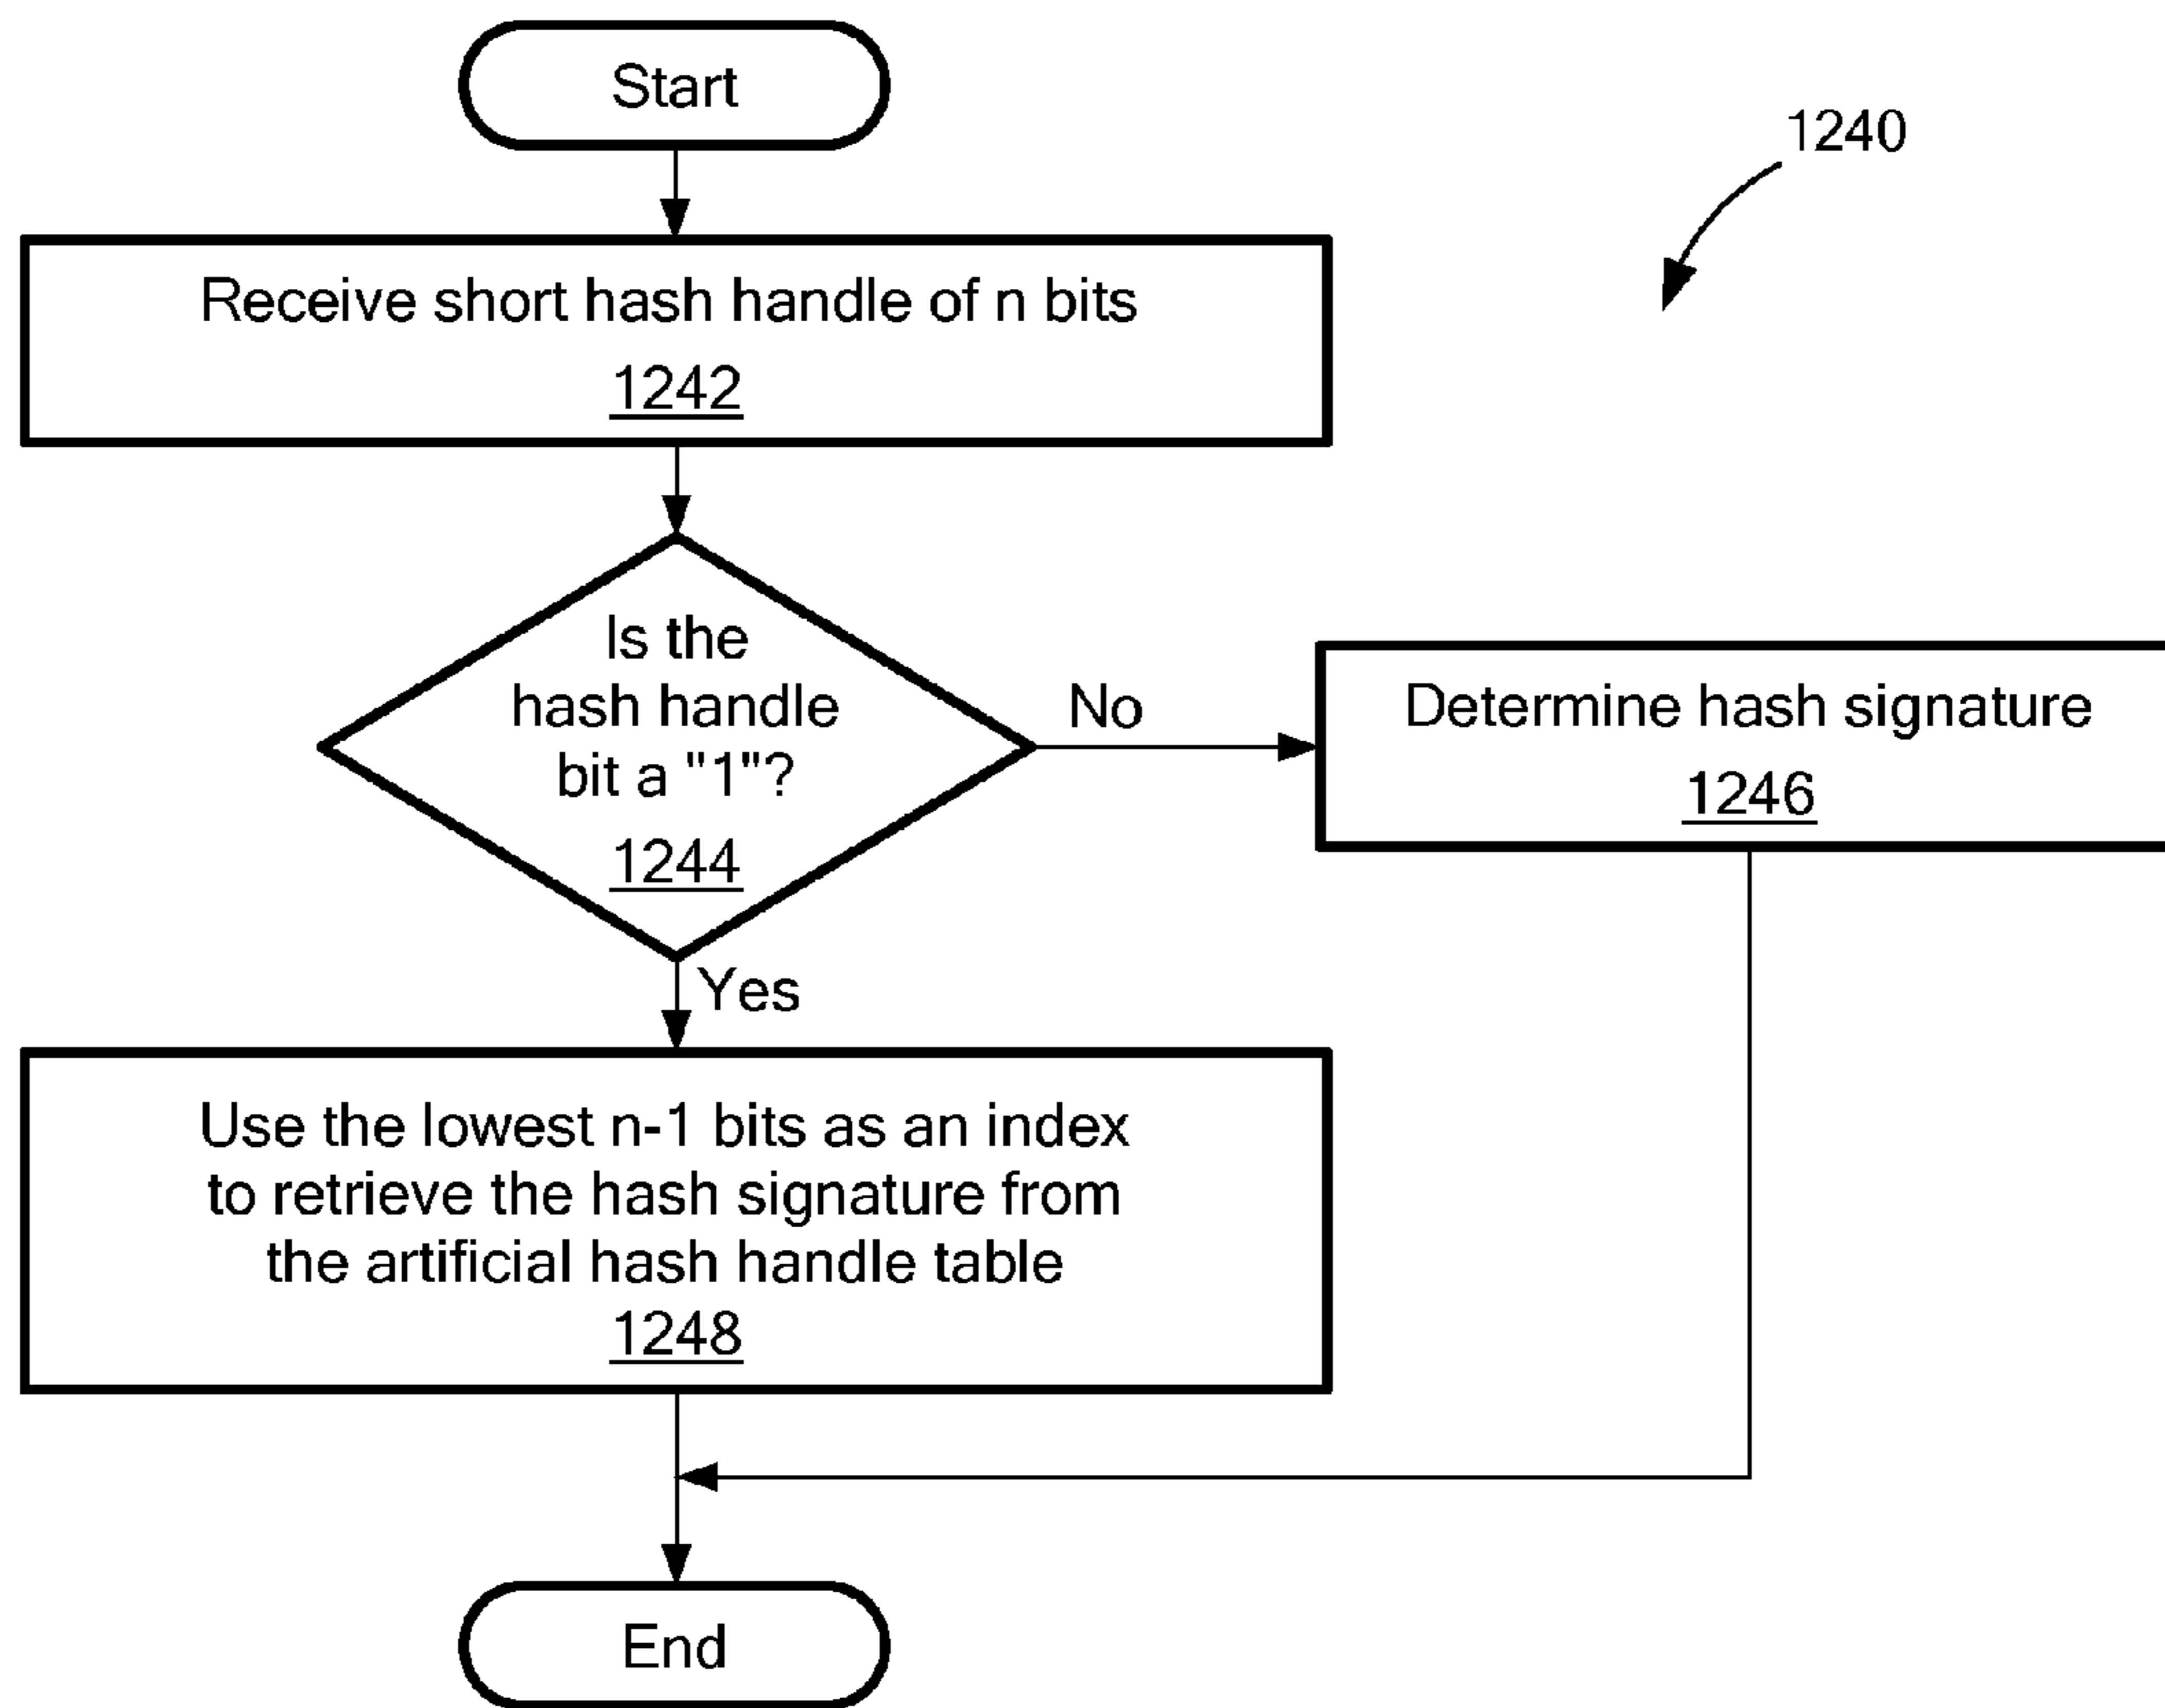 Start
1240
Receive short hash handle of n bits
1242
Is the
hash handle
bit a "1"?
1244
No
Determine hash signature
1246
Yes
Use the lowest n-1 bits as an index
to retrieve the hash signature from
the artificial hash handle table
1248
End